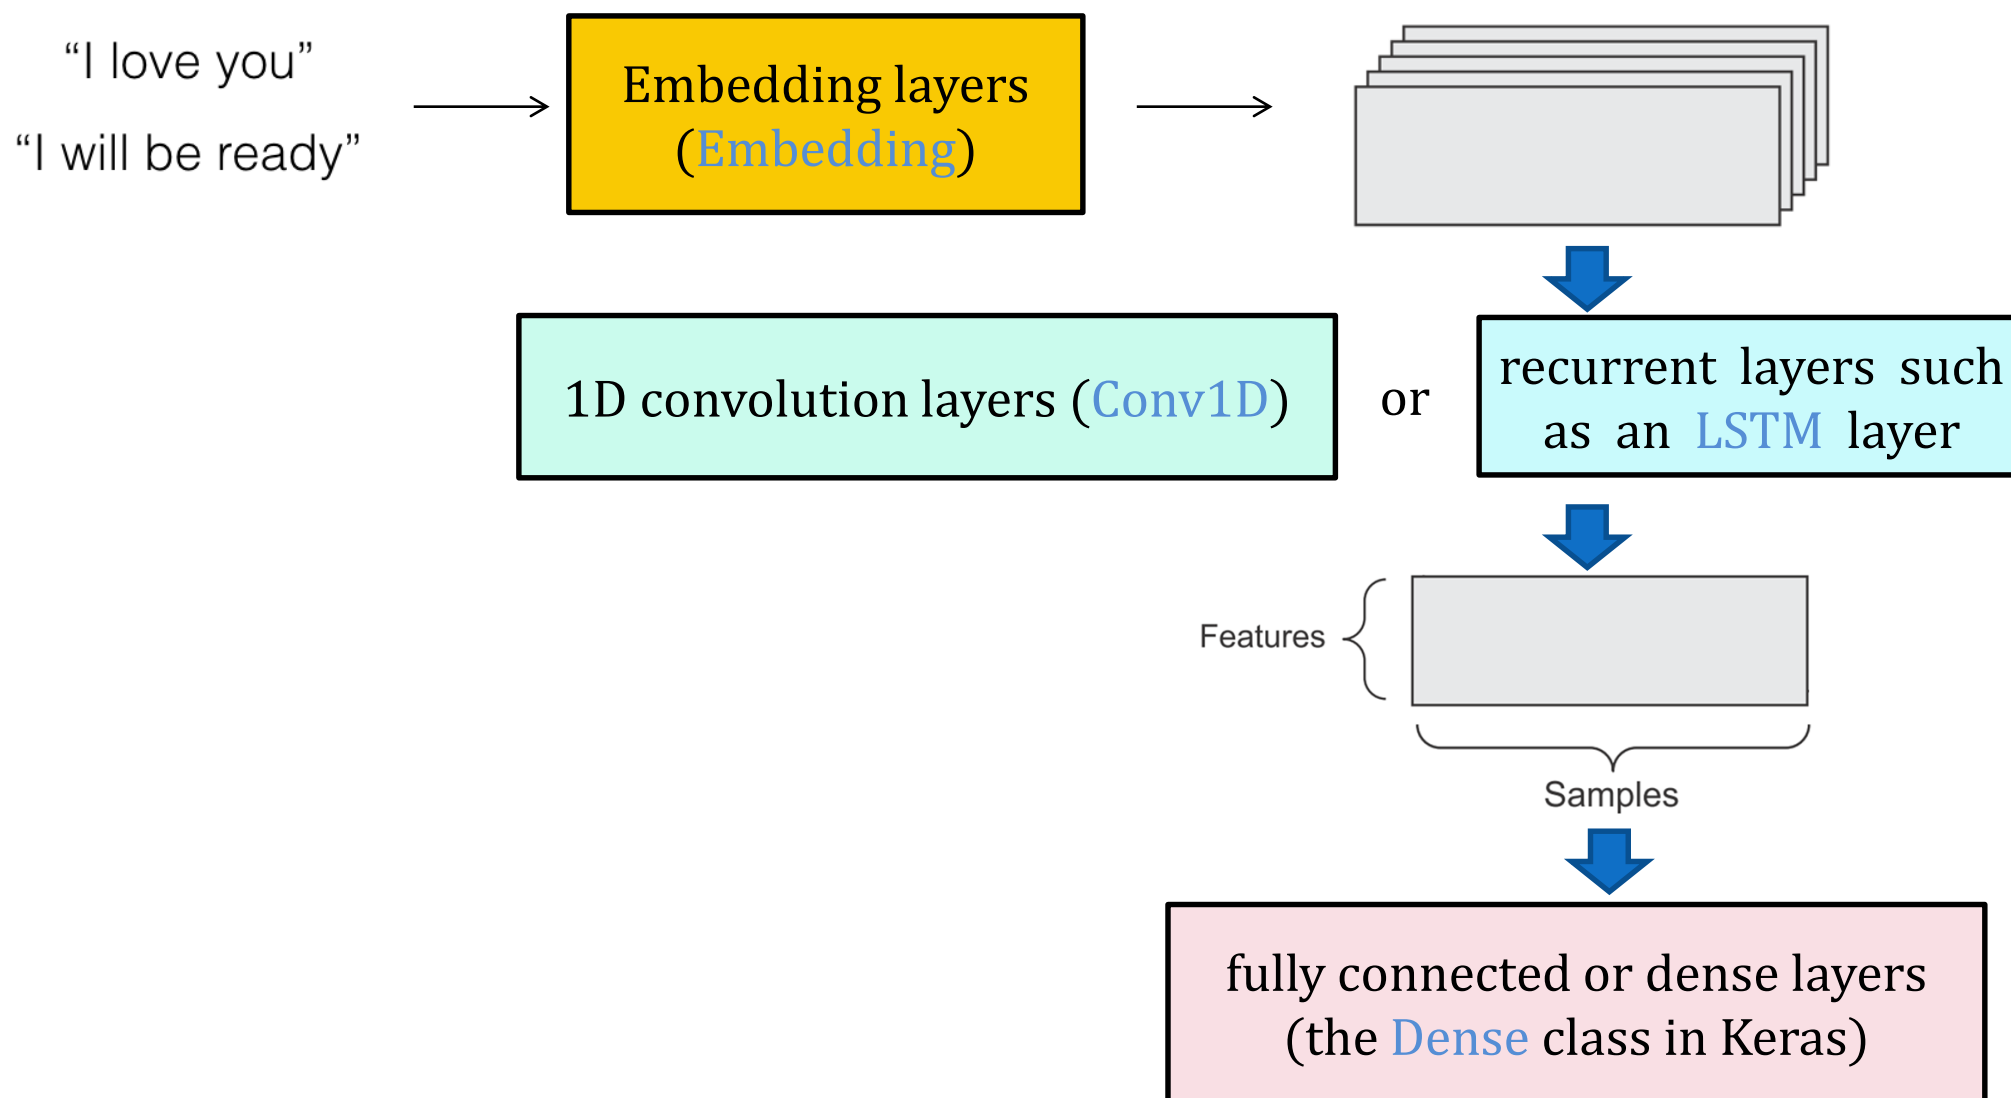 “I love you”
“I will be ready”
Embedding layers
(Embedding)
1D convolution layers (Conv1D)
or
recurrent layers such
as an LSTM layer
Features
Samples
fully connected or dense layers
(the Dense class in Keras)